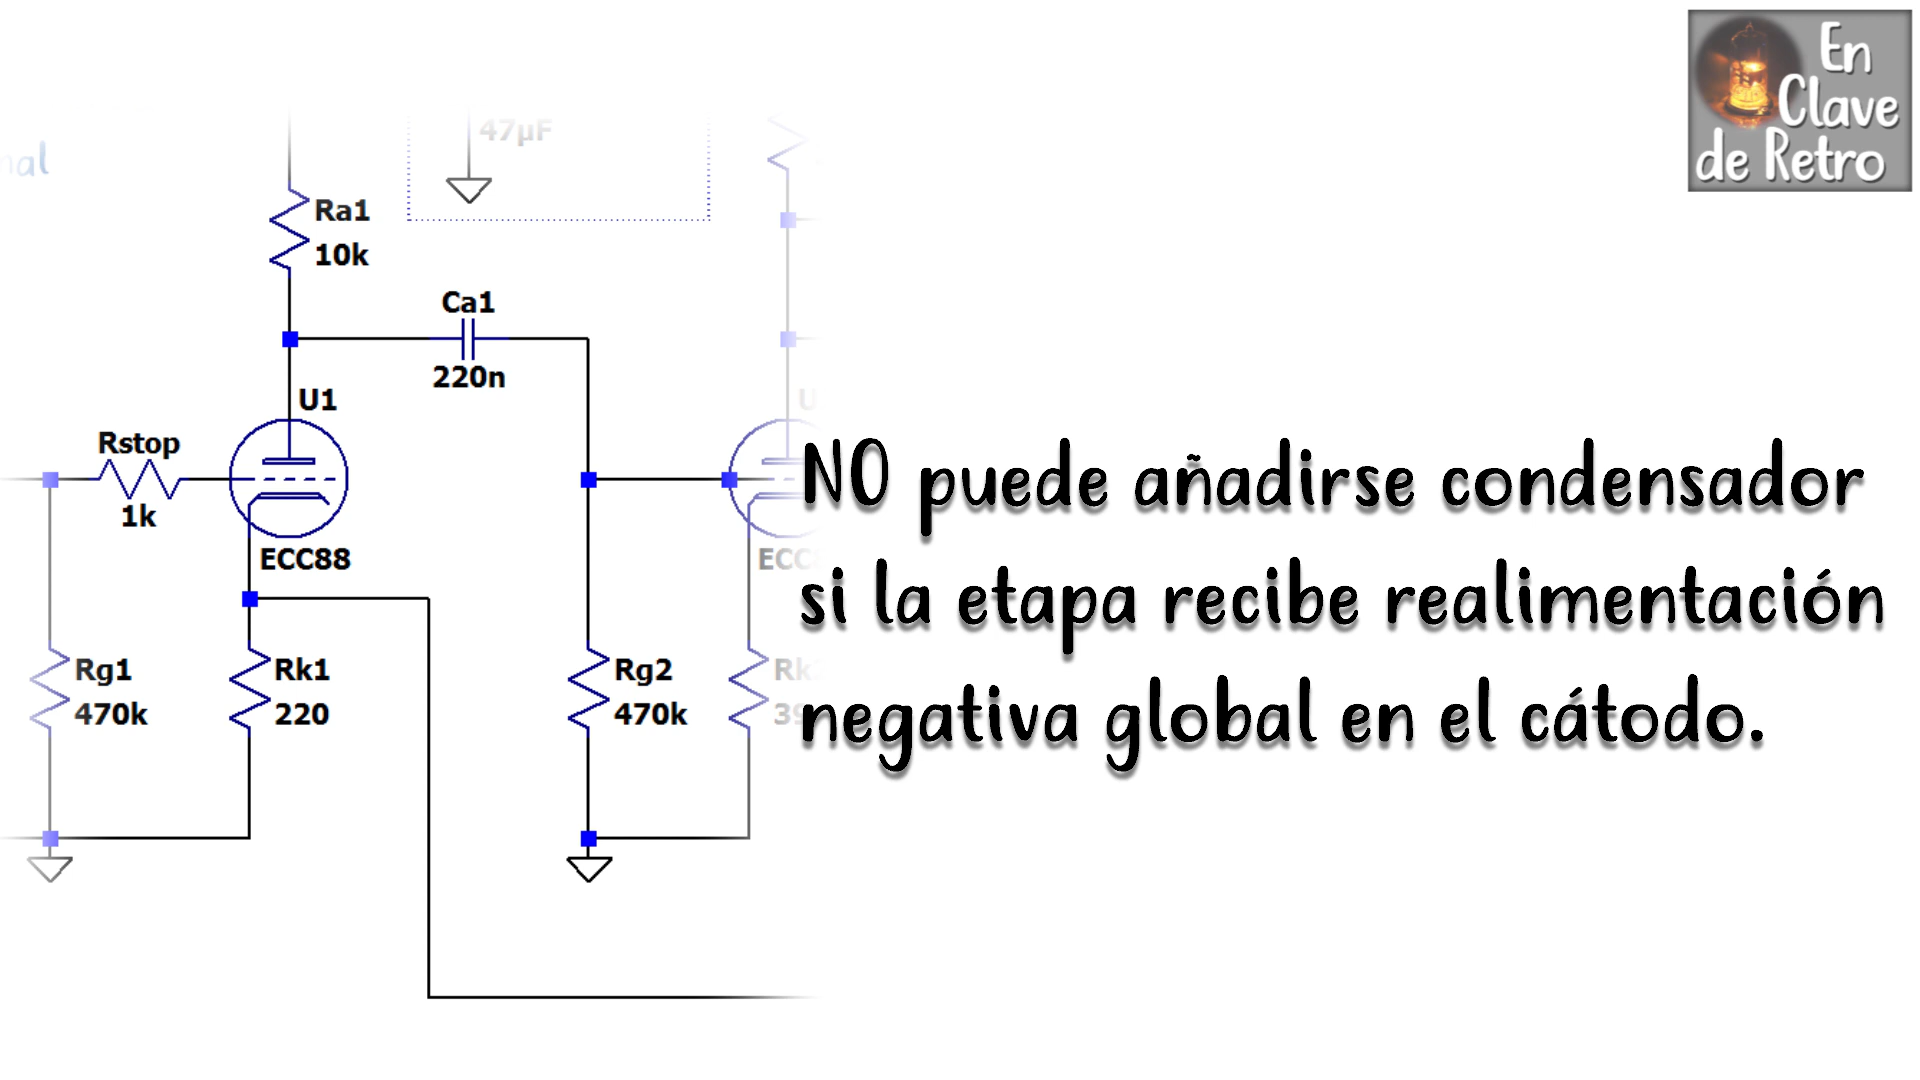 En
Clave
de Retro
47µF
nal
Ra1
10k
Ca1
220n
U1
Rstop
1k
ECC88
Rg1
470k
Rk1
220
Rg2
470k
NO puede añadirse condensador
si la etapa recibe realimentación
negativa global en el cátodo.